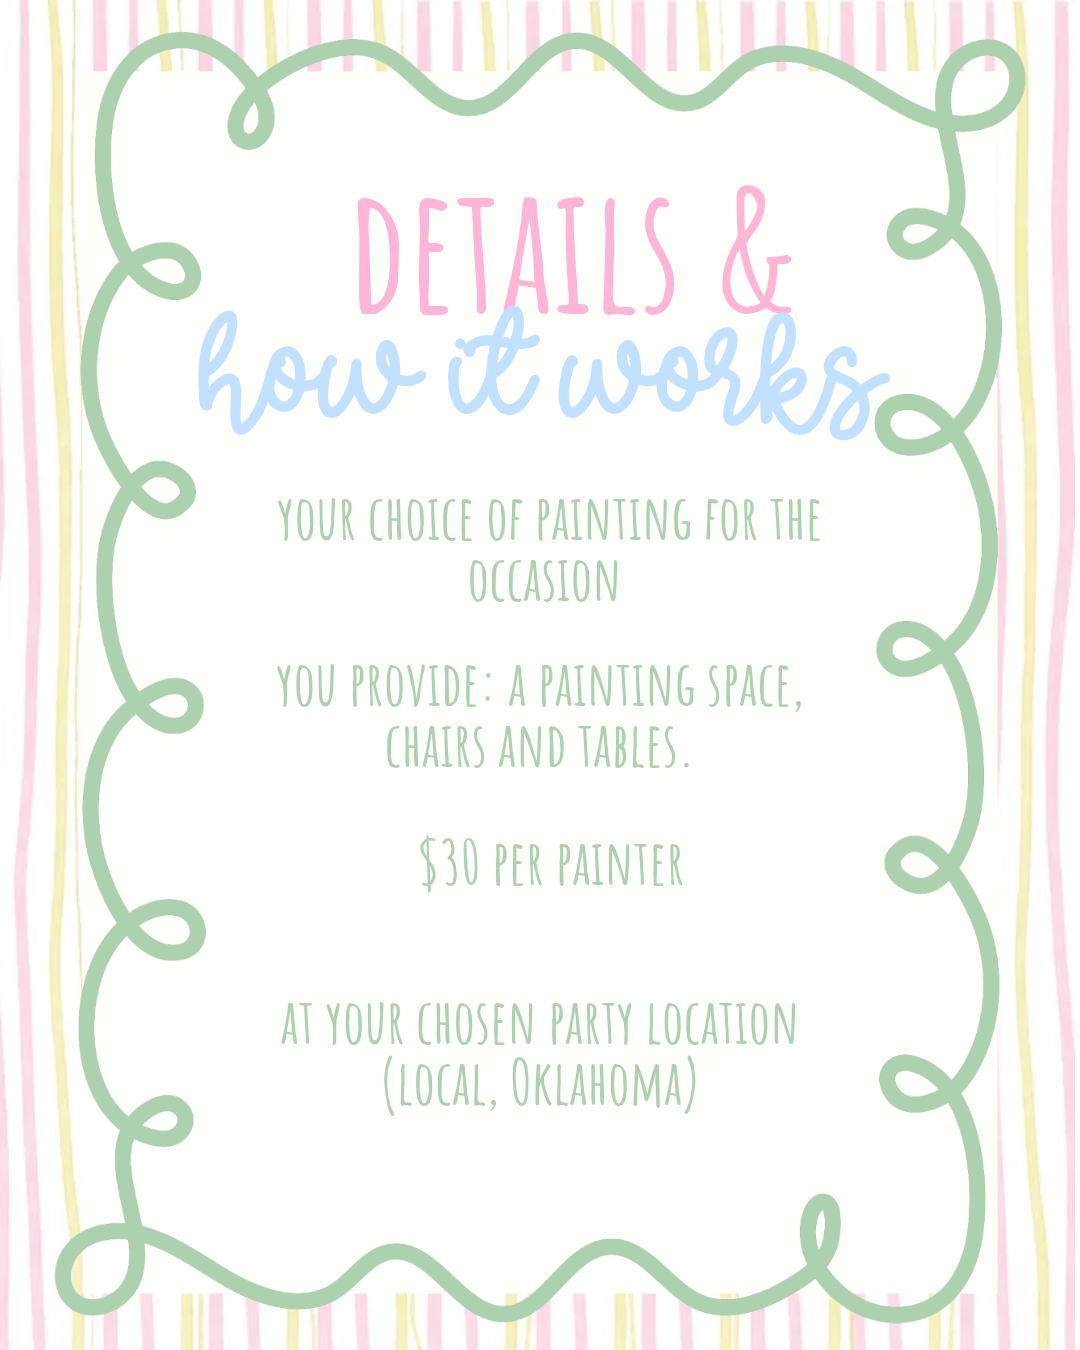 DETAILS &
how it works
YOUR CHOICE OF PAINTING FOR THE
OCCASION
YOU PROVIDE: A PAINTING SPACE,
CHAIRS AND TABLES.
$30 PER PAINTER
AT YOUR CHOSEN PARTY LOCATION
(LOCAL, OKLAHOMA)